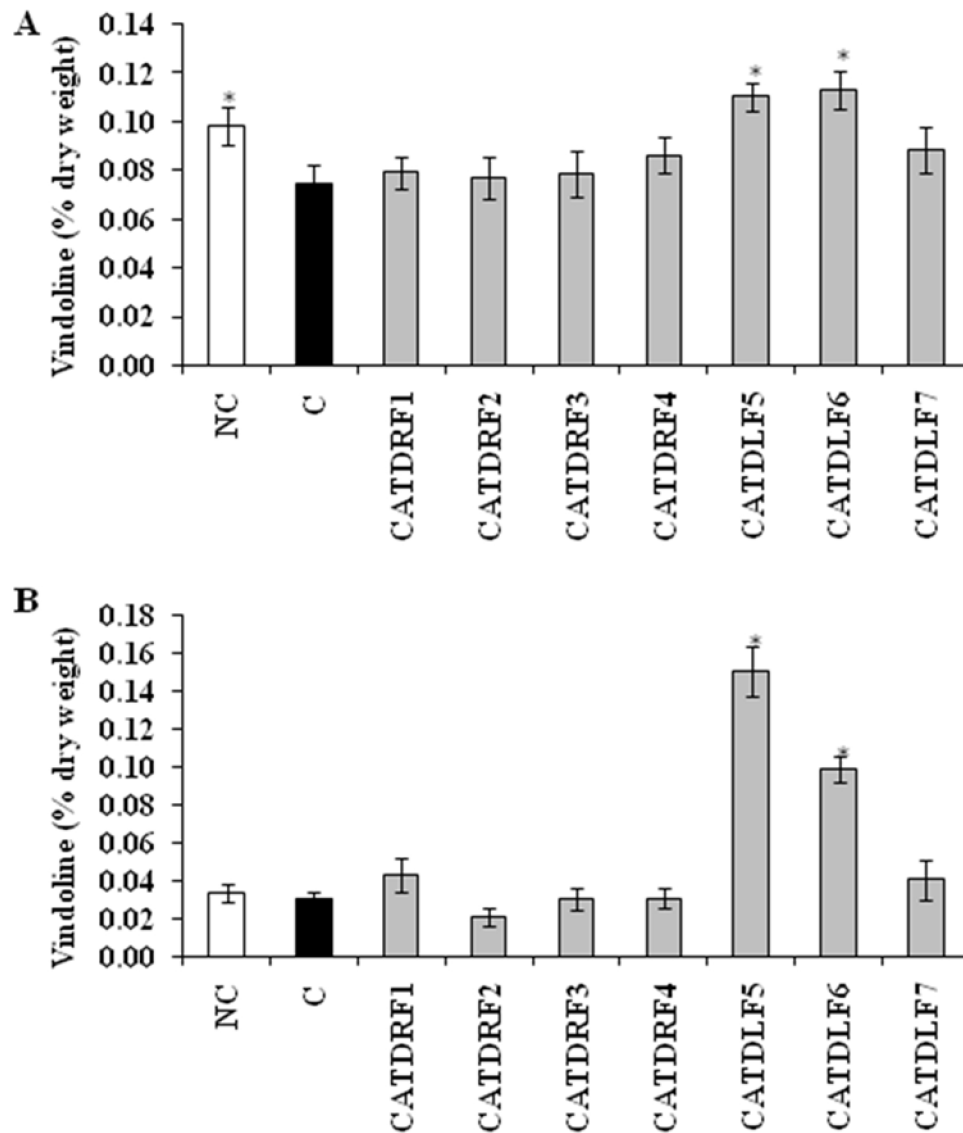 A
Vindoline (% dry weight)
0.14
0.12
0.10
0.08
0.06
0.04
0.02
0.00
*
*
*
NC
C
CATDRF1
CATDRF2
CATDRF3
CATDRF4
CATDLF5
CATDLF6
CATDLF7
B
Vindoline (% dry weight)
0.18
0.16
0.14
0.12
0.10
0.08
0.06
0.04
0.02
0.00
*
*
NC
C
CATDRF1
CATDRF2
CATDRF3
CATDRF4
CATDLF5
CATDLF6
CATDLF7